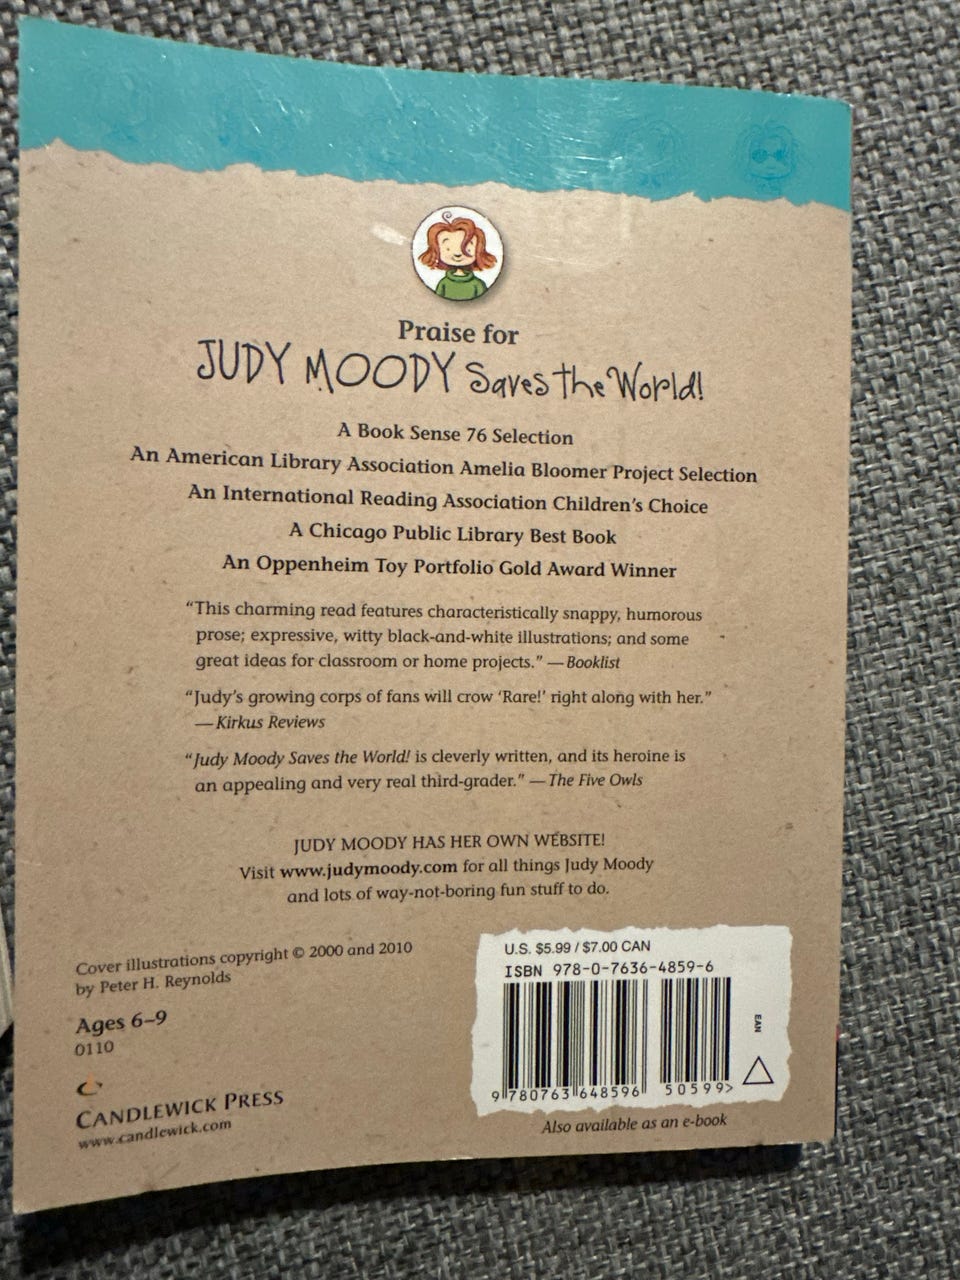 Praise for
JUDY MOODY Saves the World!
A Book Sense 76 Selection
An American Library Association Amelia Bloomer Project Selection
An International Reading Association Children's Choice
A Chicago Public Library Best Book
An Oppenheim Toy Portfolio Gold Award Winner
“This charming read features characteristically snappy, humorous
prose; expressive, witty black-and-white illustrations; and some
great ideas for classroom or home projects.” — Booklist
“Judy’s growing corps of fans will crow ‘Rare!’ right along with her.”
— Kirkus Reviews
“Judy Moody Saves the World! is cleverly written, and its heroine is
an appealing and very real third-grader.” — The Five Owls
JUDY MOODY HAS HER OWN WEBSITE!
Visit www.judymoody.com for all things Judy Moody
and lots of way-not-boring fun stuff to do.
Cover illustrations copyright © 2000 and 2010
by Peter H. Reynolds
Ages 6–9
0110
CANDLEWICK PRESS
www.candlewick.com
U.S. $5.99 / $7.00 CAN
ISBN 978-0-7636-4859-6
EAN
9 780763 648596 50599>
Also available as an e-book